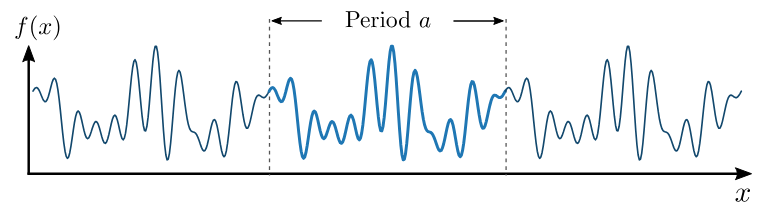 f(x)
Period a
x